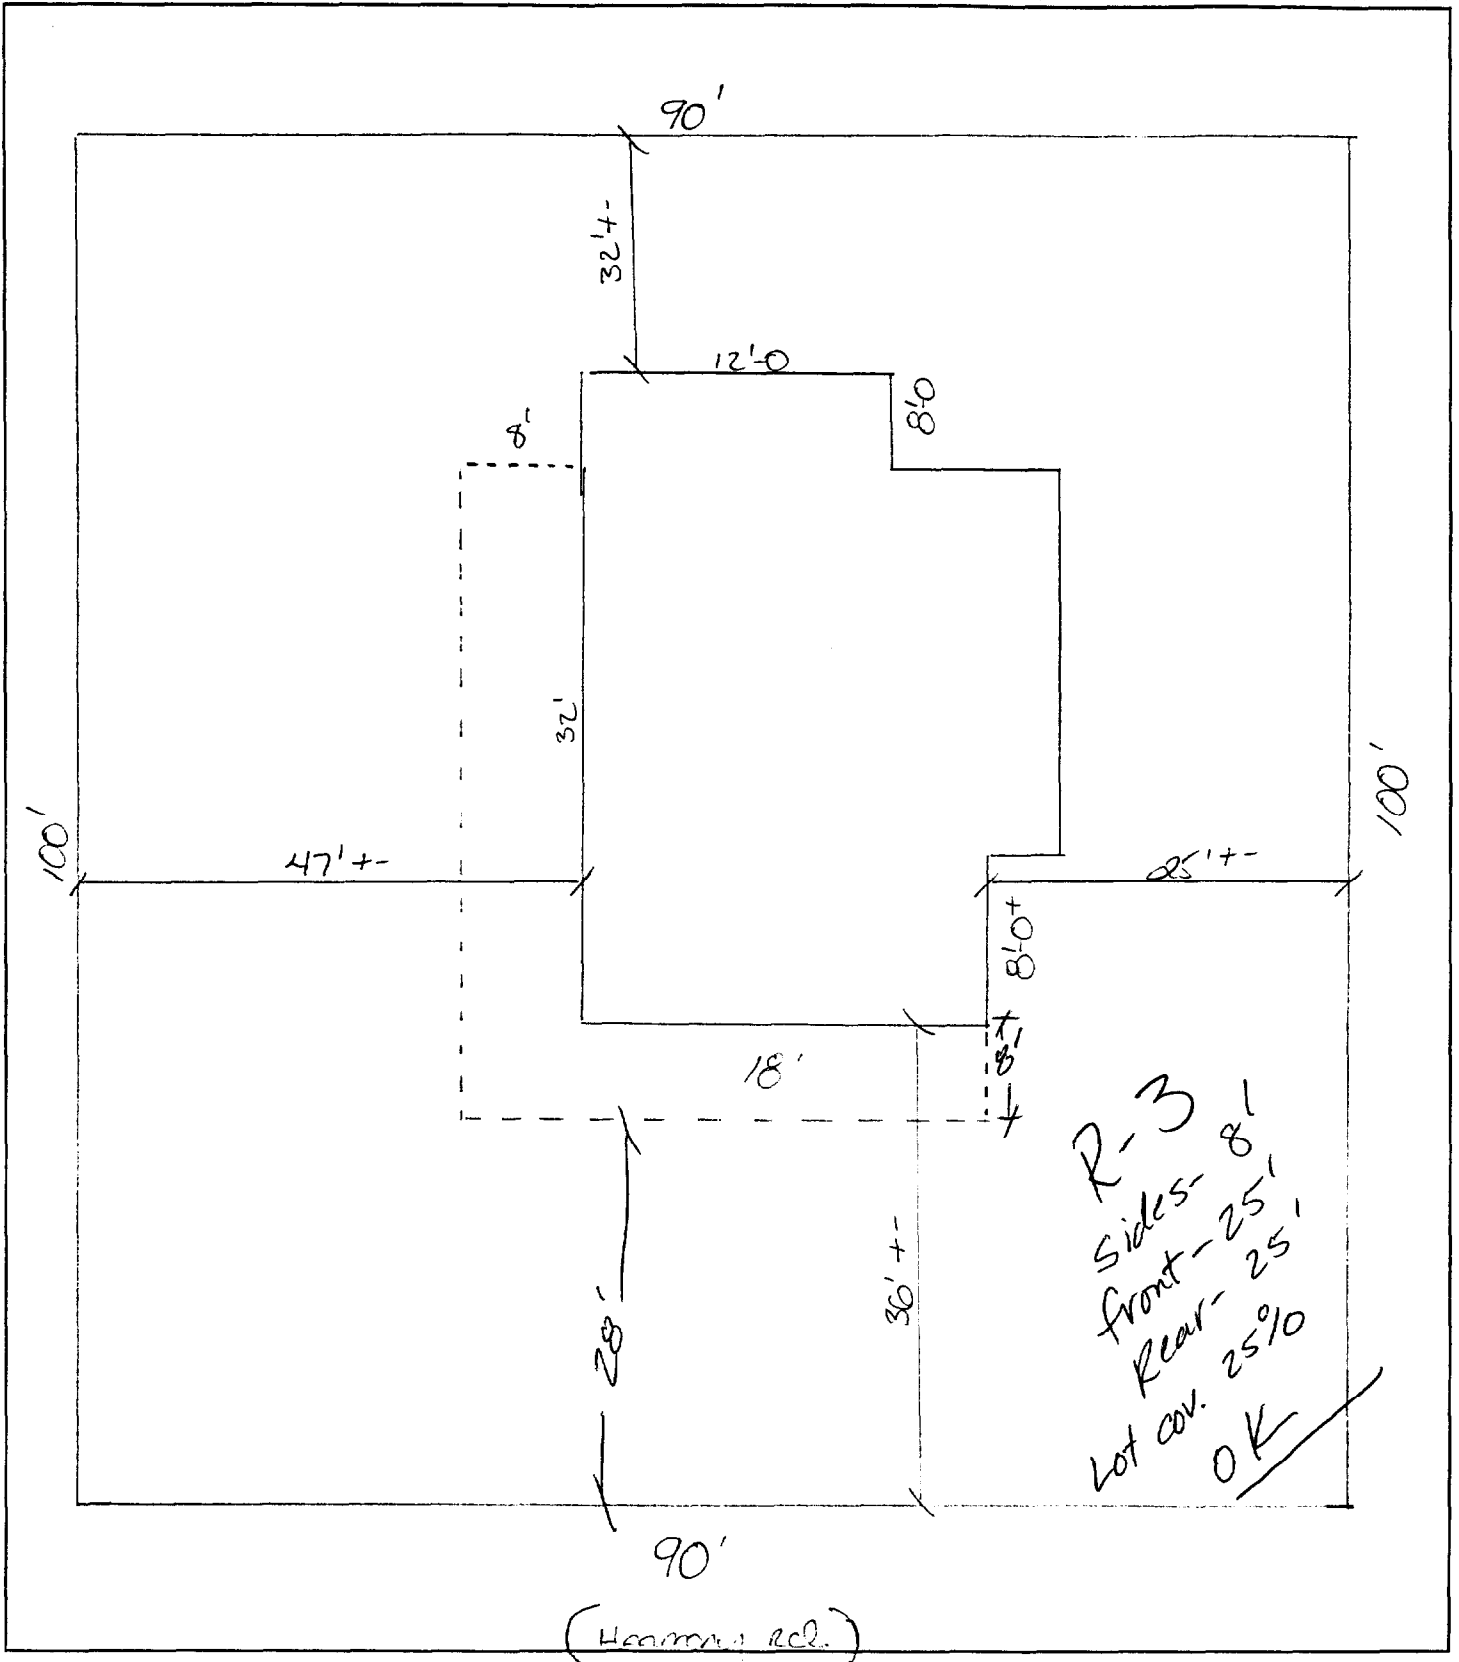 90'
32'+-
12'-0
8'-0
8'
32'
100'
100'
47'+-
25'+-
8'-0+
8'
18'
R-3
sides- 8'
front- 25'
Rear- 25'
Lot cov. 25%
OK
28'
36'+-
90'